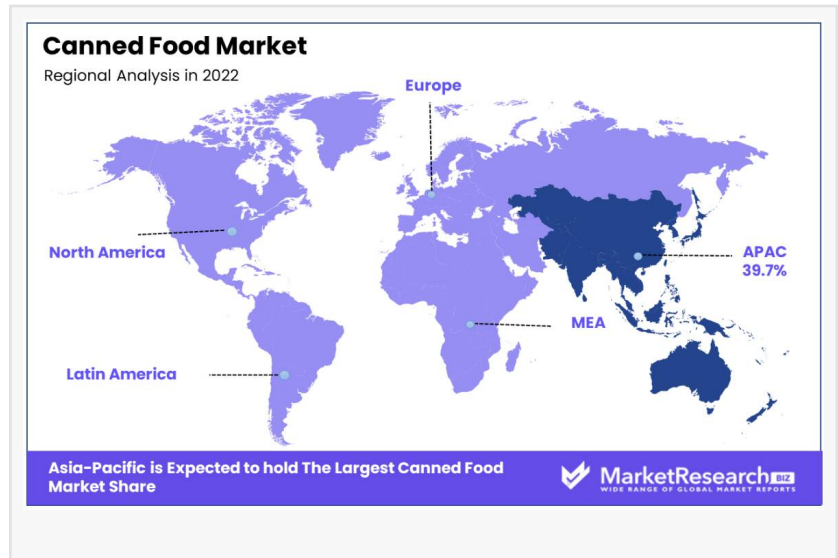 Canned Food Market
Regional Analysis in 2022
Europe
North America
APAC
39.7%
MEA
Latin America
Asia-Pacific is Expected to hold The Largest Canned Food
Market Share
MarketResearch BIZ
WIDE RANGE OF GLOBAL MARKET REPORTS